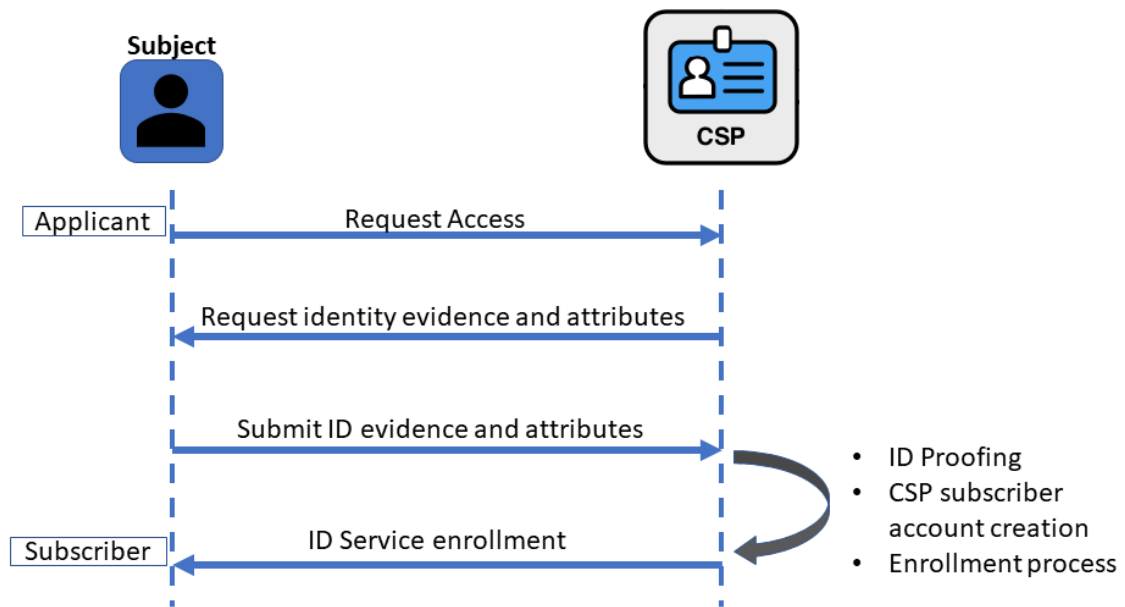 Subject
CSP
Applicant
Request Access
Request identity evidence and attributes
Submit ID evidence and attributes
• ID Proofing
• CSP subscriber
account creation
• Enrollment process
Subscriber
ID Service enrollment